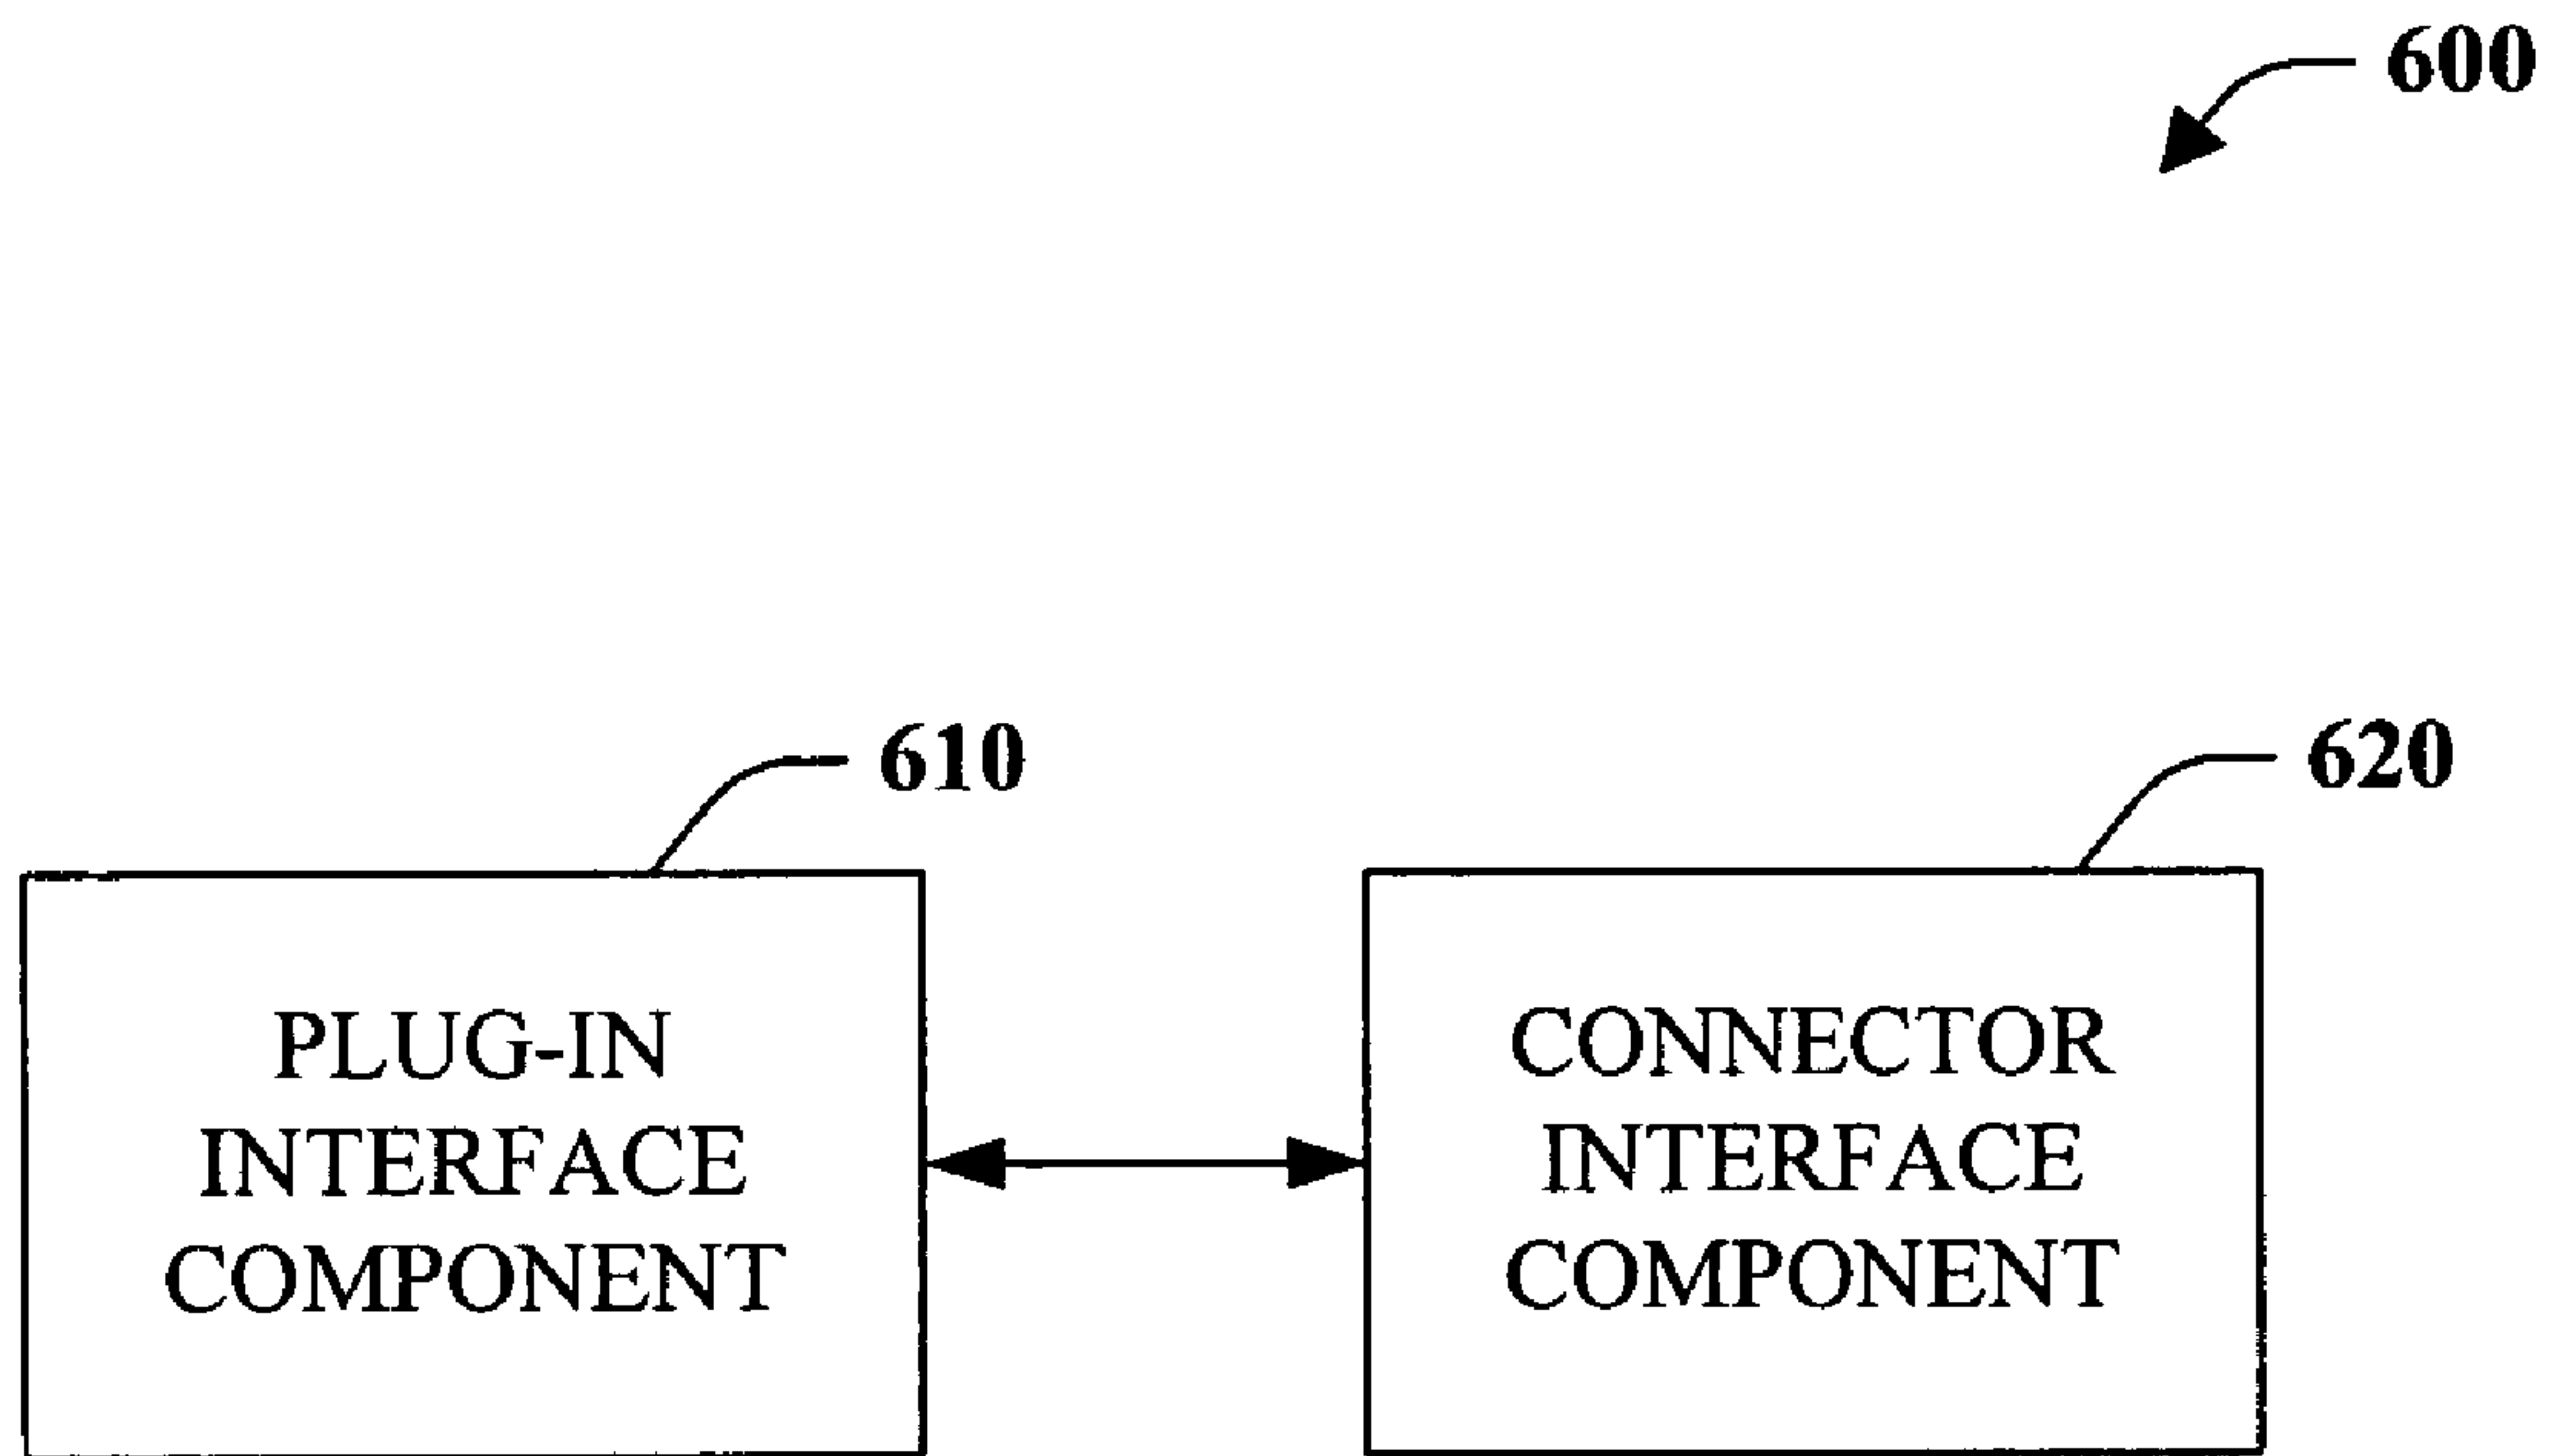 600
610
620
PLUG-IN
INTERFACE
COMPONENT
CONNECTOR
INTERFACE
COMPONENT